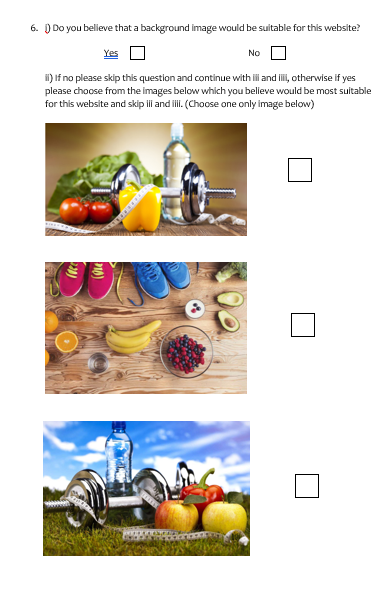 6. i) Do you believe that a background image would be suitable for this website?
Yes No
ii) If no please skip this question and continue with iii and iiii, otherwise if yes
please choose from the images below which you believe would be most suitable
for this website and skip iii and iiii. (Choose one only image below)